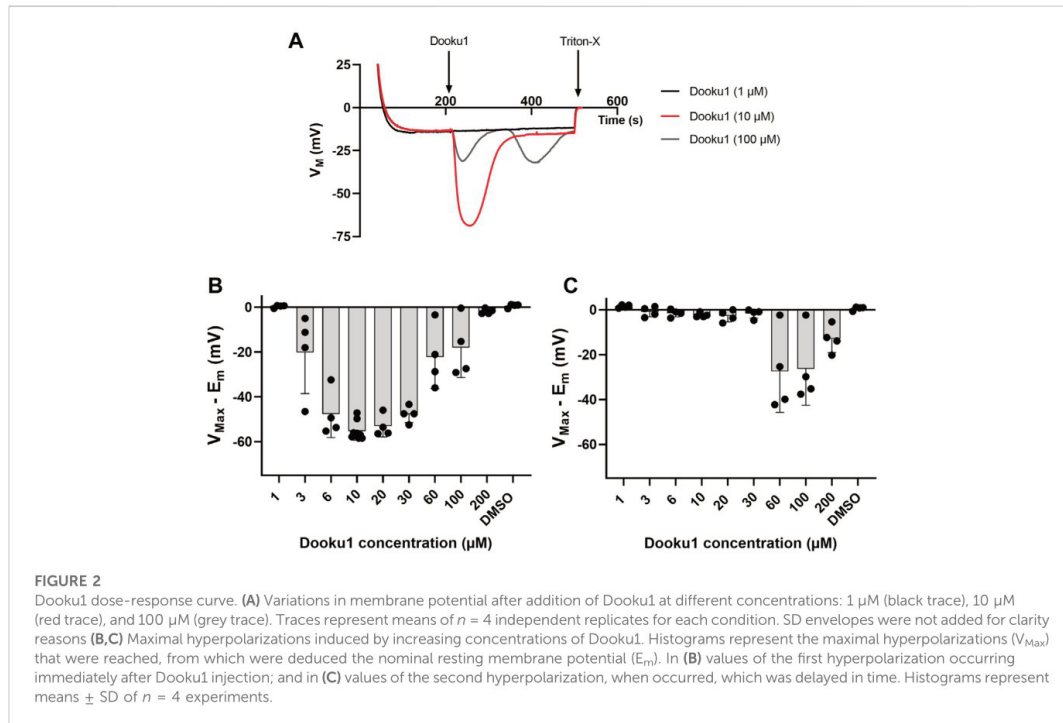 A
Dooku1
Triton-X
25
0
-25
-50
-75
V_M (mV)
200
400
600
Time (s)
Dooku1 (1 µM)
Dooku1 (10 µM)
Dooku1 (100 µM)
B
0
-20
-40
-60
V_Max - E_m (mV)
1
3
6
10
20
30
60
100
200
DMSO
Dooku1 concentration (µM)
C
0
-20
-40
-60
V_Max - E_m (mV)
1
3
6
10
20
30
60
100
200
DMSO
Dooku1 concentration (µM)
FIGURE 2
Dooku1 dose-response curve. (A) Variations in membrane potential after addition of Dooku1 at different concentrations: 1 µM (black trace), 10 µM
(red trace), and 100 µM (grey trace). Traces represent means of n = 4 independent replicates for each condition. SD envelopes were not added for clarity
reasons (B,C) Maximal hyperpolarizations induced by increasing concentrations of Dooku1. Histograms represent the maximal hyperpolarizations (V_Max)
that were reached, from which were deduced the nominal resting membrane potential (E_m). In (B) values of the first hyperpolarization occurring
immediately after Dooku1 injection; and in (C) values of the second hyperpolarization, when occurred, which was delayed in time. Histograms represent
means ± SD of n = 4 experiments.